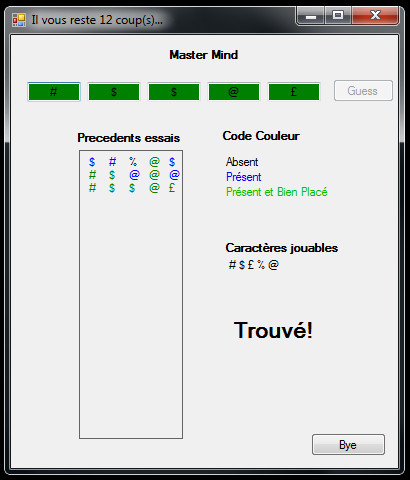 Il vous reste 12 coup(s)...
Master Mind
# $ $ @ £ Guess
Precedents essais
$ # % @ $
# $ @ @ @
# $ $ @ £
Code Couleur
Absent
Présent
Présent et Bien Placé
Caractères jouables
# $ £ % @
Trouvé!
Bye